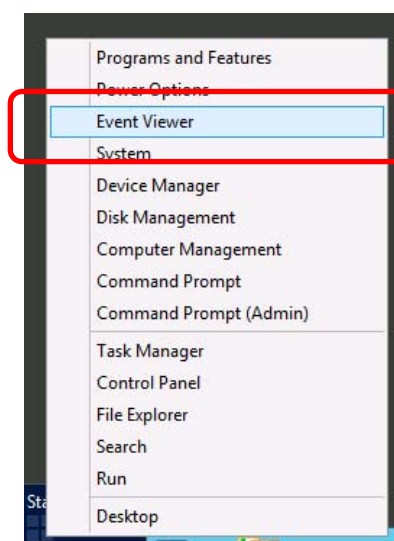 Programs and Features
Power Options
Event Viewer
System
Device Manager
Disk Management
Computer Management
Command Prompt
Command Prompt (Admin)
Task Manager
Control Panel
File Explorer
Search
Run
Desktop